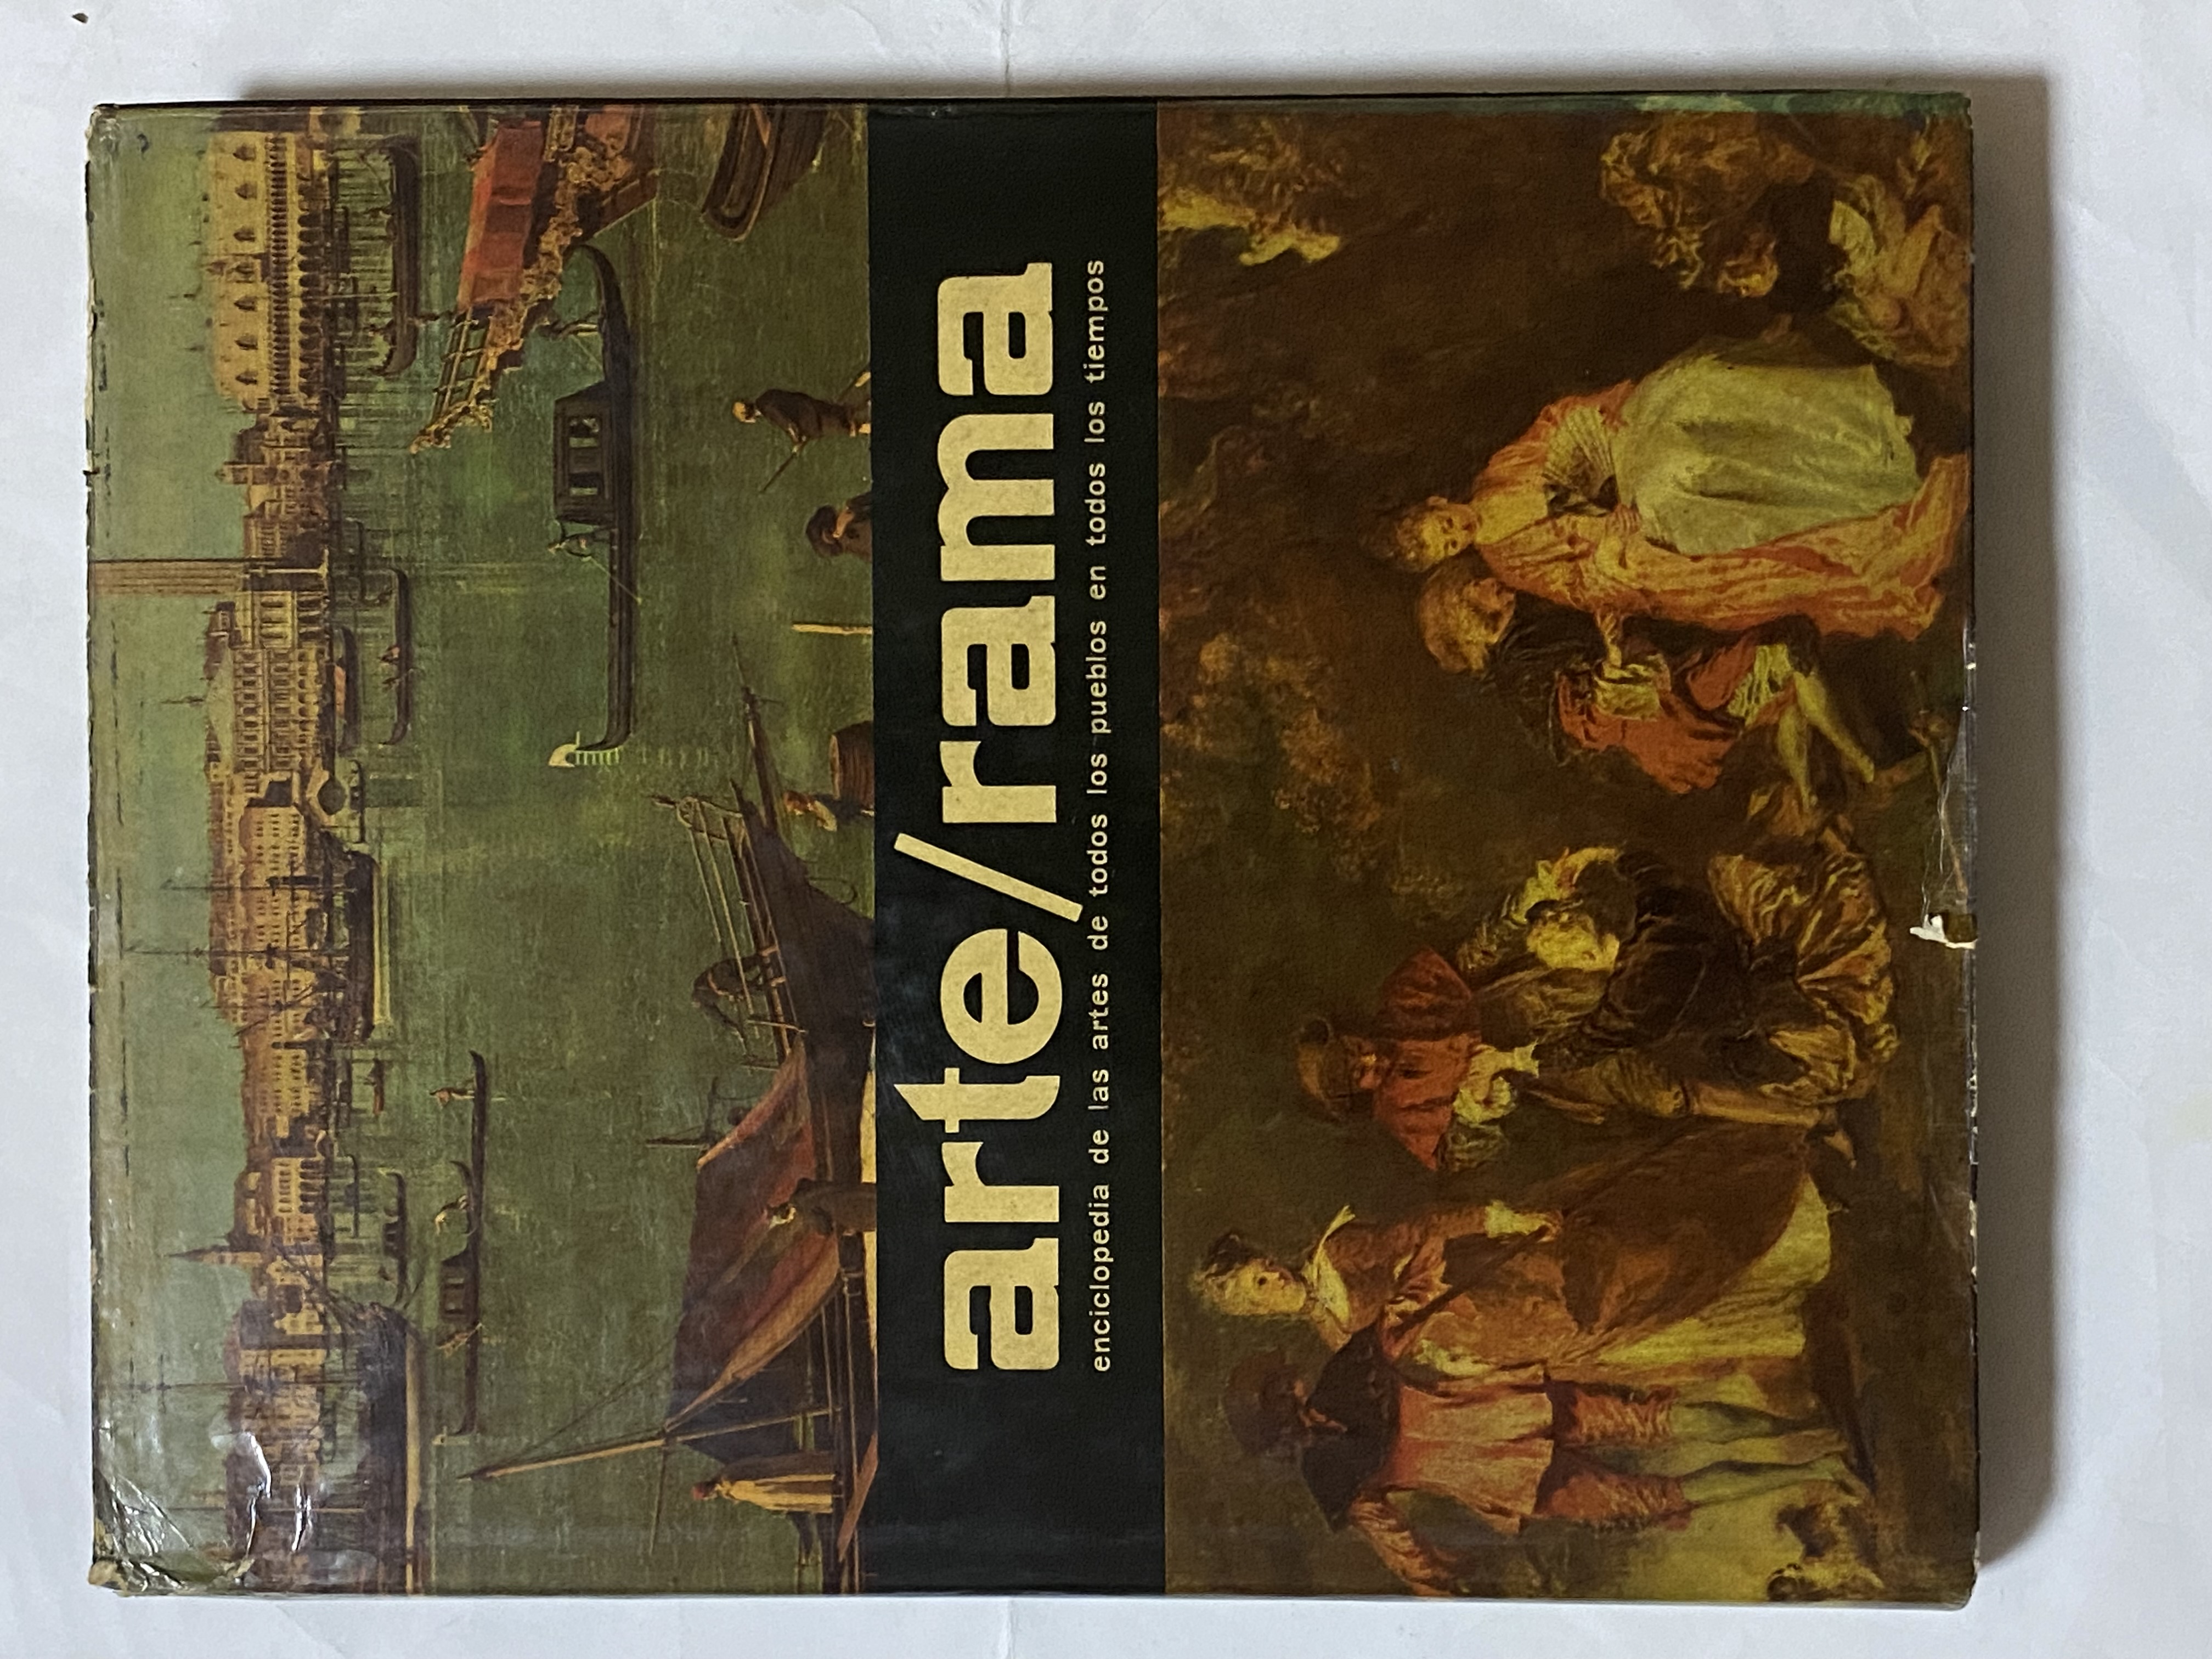 arte/rama
enciclopedia de las artes de todos los pueblos en todos los tiempos